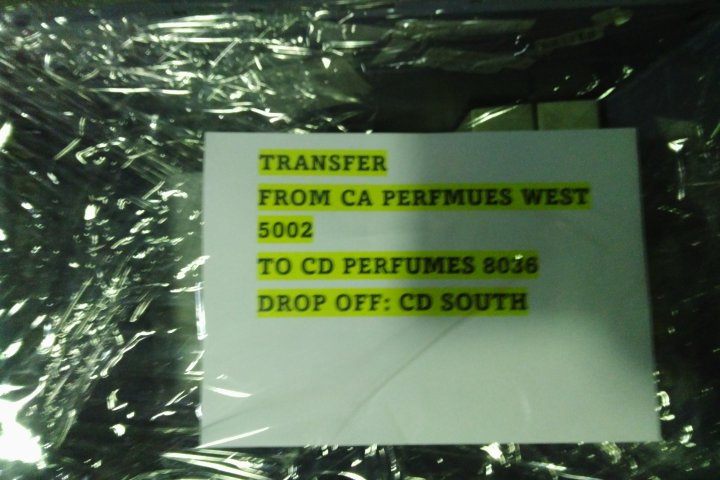 TRANSFER
FROM CA PERFMUES WEST
5002
TO CD PERFUMES 8036
DROP OFF: CD SOUTH